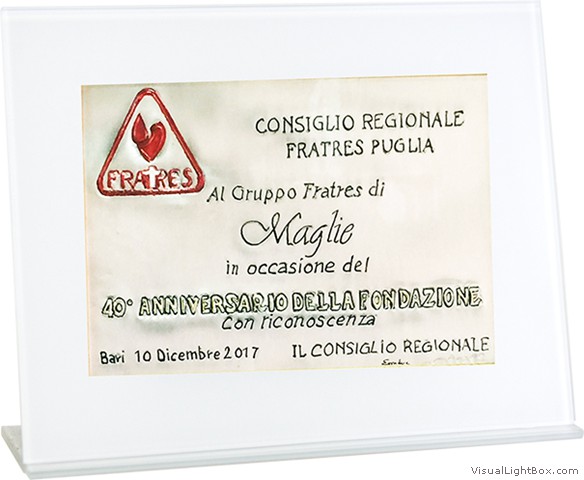 CONSIGLIO REGIONALE
FRATRES PUGLIA
FRATRES
Al Gruppo Fratres di
Maglie
in occasione del
40° ANNIVERSARIO DELLA FONDAZIONE
Con riconoscenza
Bari 10 Dicembre 2017 IL CONSIGLIO REGIONALE
VisualLightBox.com